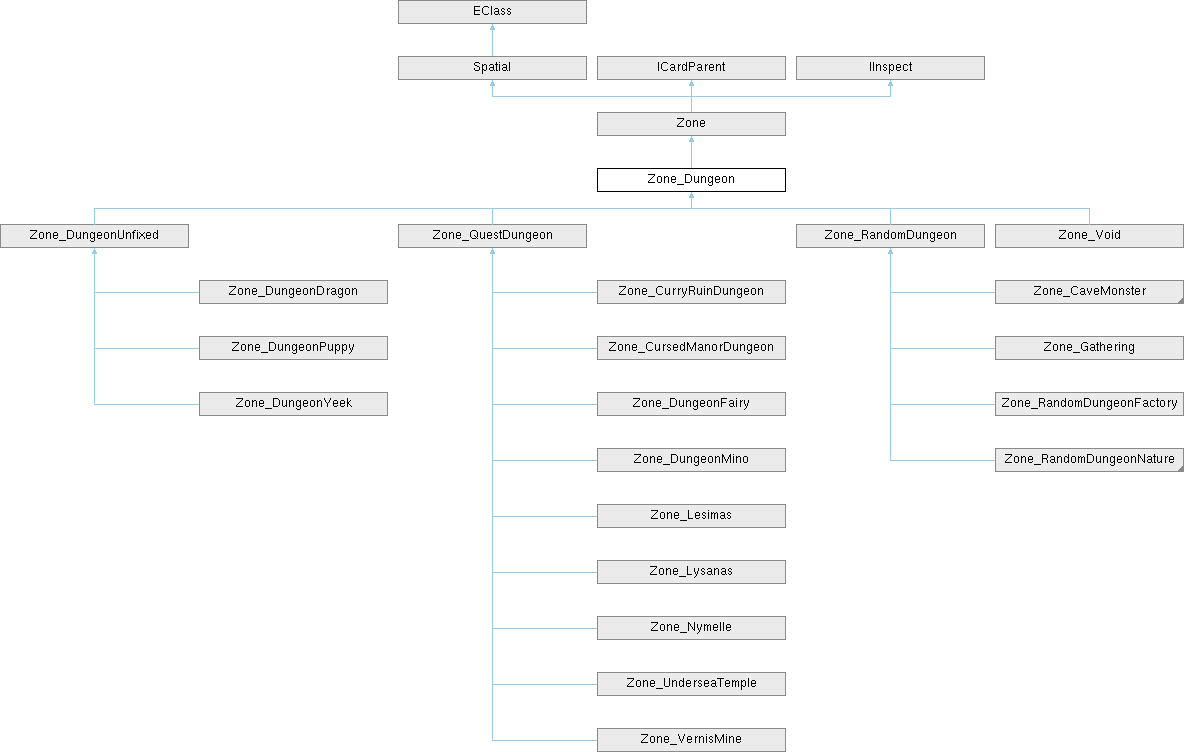 EClass
Spatial
ICardParent
IInspect
Zone
Zone_Dungeon
Zone_DungeonUnfixed
Zone_QuestDungeon
Zone_RandomDungeon
Zone_Void
Zone_DungeonDragon
Zone_CurryRuinDungeon
Zone_CaveMonster
Zone_DungeonPuppy
Zone_CursedManorDungeon
Zone_Gathering
Zone_DungeonYeek
Zone_DungeonFairy
Zone_RandomDungeonFactory
Zone_DungeonMino
Zone_RandomDungeonNature
Zone_Lesimas
Zone_Lysanas
Zone_Nymelle
Zone_UnderseaTemple
Zone_VernisMine